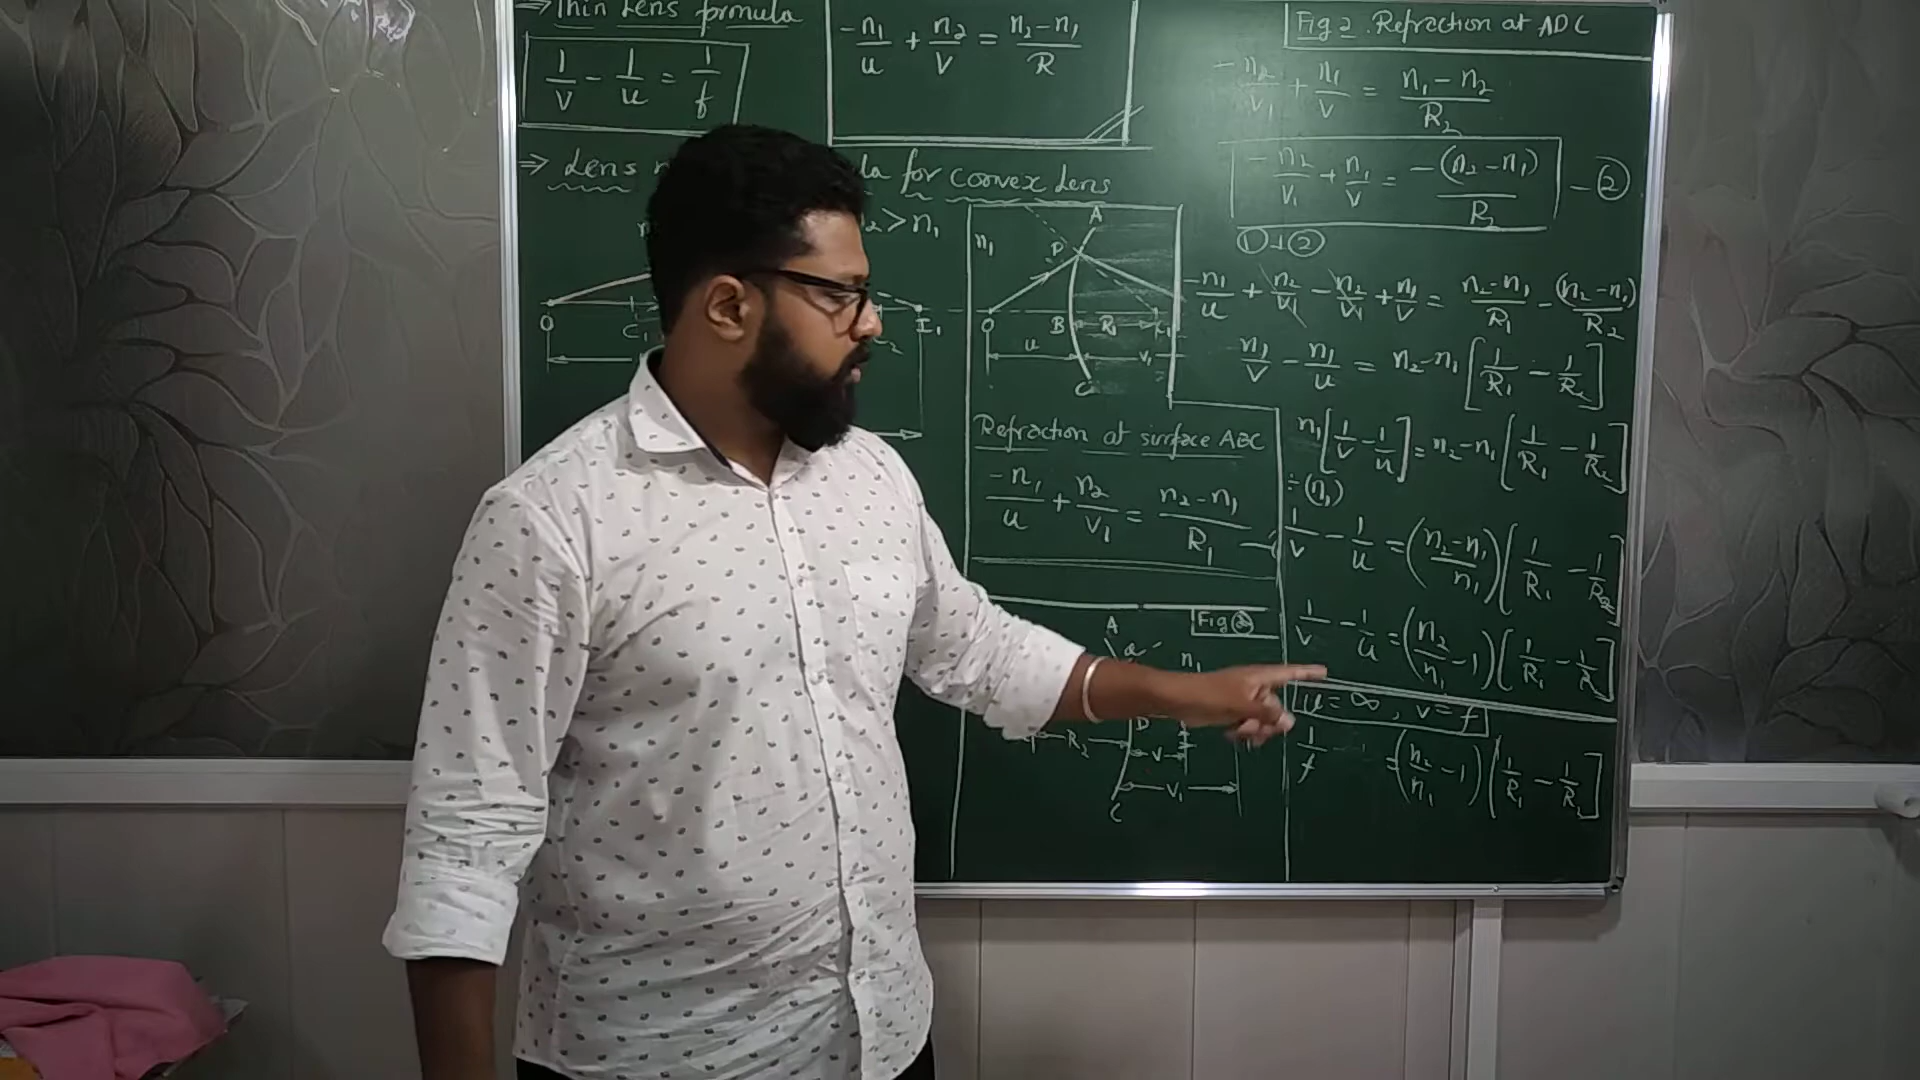 ⇒ Thin Lens formula
1/v - 1/u = 1/f
-n₁/u + n₂/v = n₂-n₁/R
⇒ Lens
for convex Lens
>n₁
O
C₁
I₁
n₁
A
P
O
B
R₁
u
v₁
C
Refraction at surface ABC
-n₁/u + n₂/v₁ = n₂-n₁/R₁
Fig ②
A
n₁
D
R₂
v
v₁
C
Fig 2. Refraction at ADC
-n₂/v₁ + n₁/v = n₁-n₂/R₂
-n₂/v₁ + n₁/v = -(n₂-n₁)/R₂ - ②
①+②
-n₁/u + n₂/v₁ - n₂/v₁ + n₁/v = n₂-n₁/R₁ - (n₂-n₁)/R₂
n₁/v - n₁/u = n₂-n₁ [1/R₁ - 1/R₂]
n₁[1/v - 1/u] = n₂-n₁ [1/R₁ - 1/R₂]
÷(n₁)
1/v - 1/u = (n₂-n₁/n₁) [1/R₁ - 1/R₂]
1/v - 1/u = (n₂/n₁ - 1) [1/R₁ - 1/R]
u = ∞, v = f
1/f = (n₂/n₁ - 1) [1/R₁ - 1/R₂]